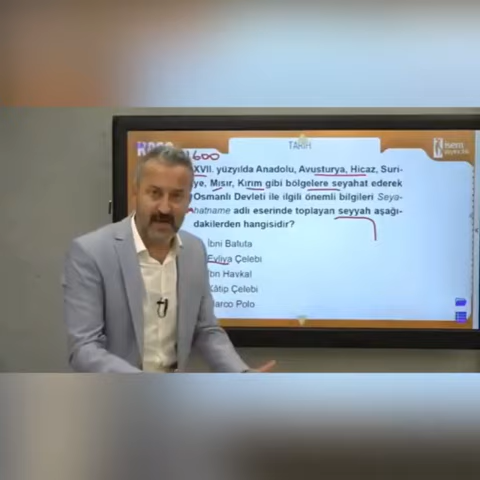 TARİH
1600
XVII. yüzyılda Anadolu, Avusturya, Hicaz, Suri-
ye, Mısır, Kırım gibi bölgelere seyahat ederek
Osmanlı Devleti ile ilgili önemli bilgileri Seya-
hatname adlı eserinde toplayan seyyah aşağı-
dakilerden hangisidir?
İbni Batuta
Evliya Çelebi
İbn Havkal
Kâtip Çelebi
Marco Polo